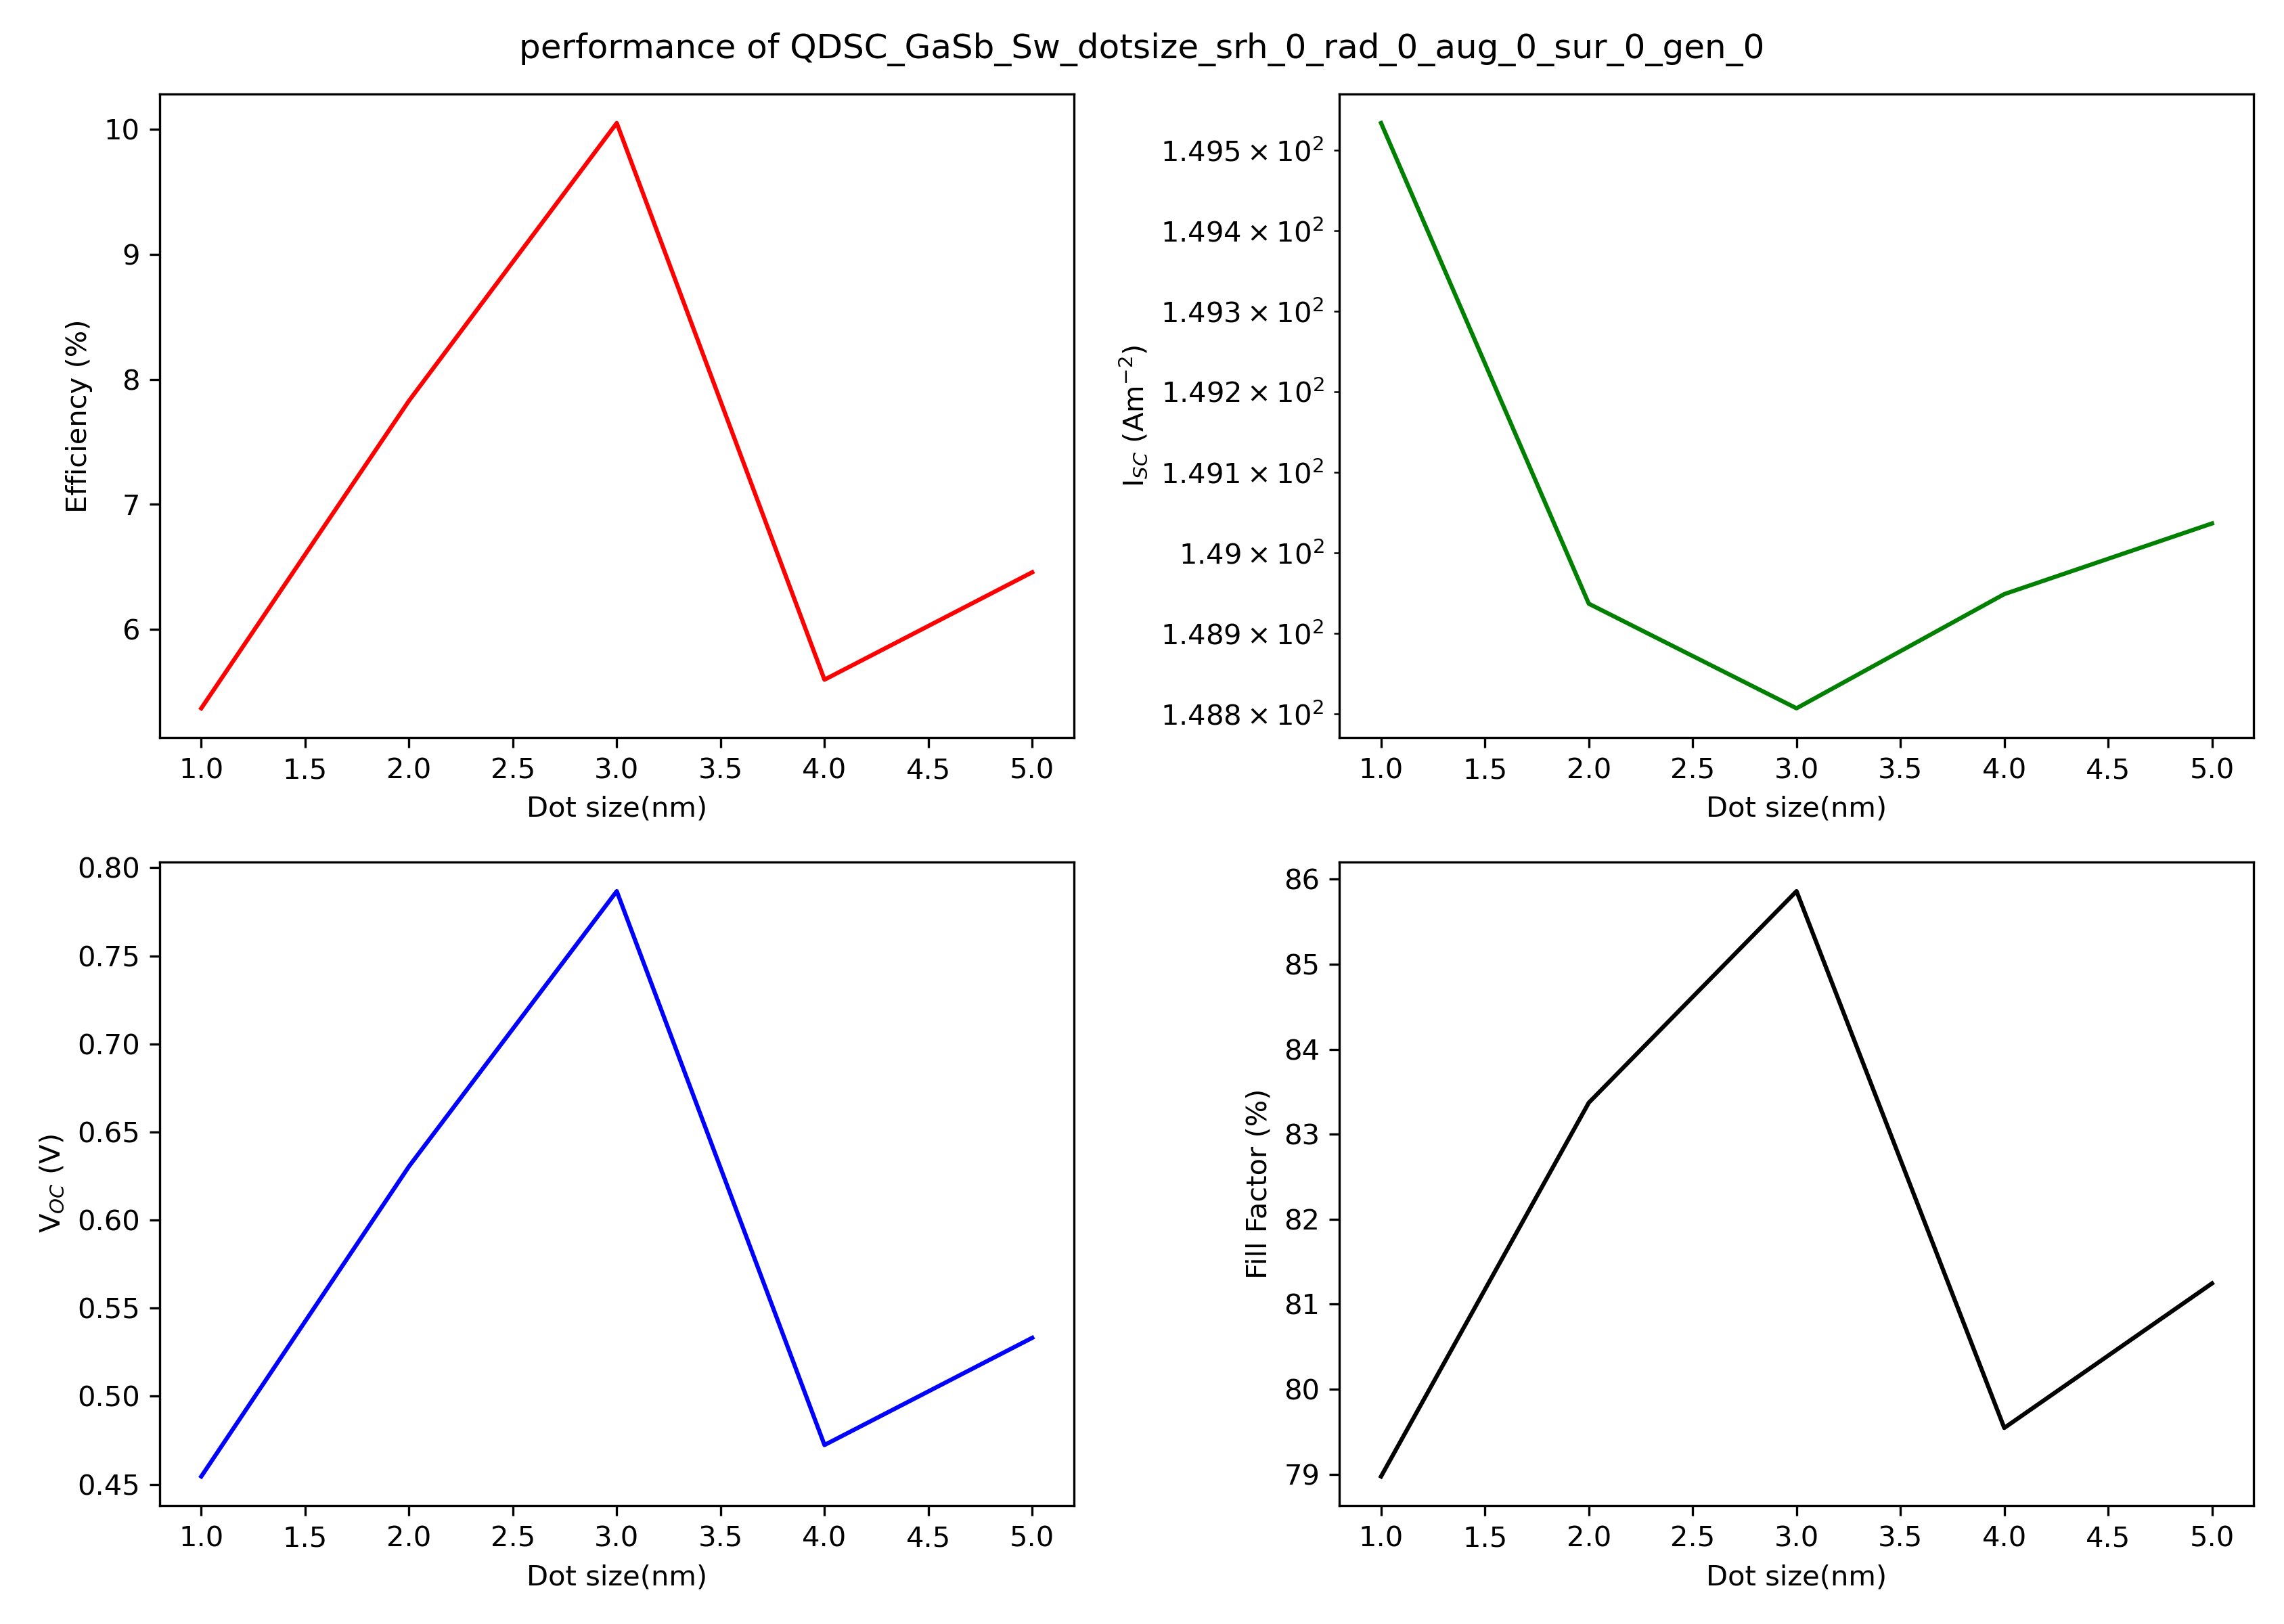 performance of QDSC_GaSb_Sw_dotsize_srh_0_rad_0_aug_0_sur_0_gen_0
10
9
8
7
6
Efficiency (%)
1.0 1.5 2.0 2.5 3.0 3.5 4.0 4.5 5.0
Dot size(nm)
1.495 × 10²
1.494 × 10²
1.493 × 10²
1.492 × 10²
1.491 × 10²
1.49 × 10²
1.489 × 10²
1.488 × 10²
I_SC (Am⁻²)
1.0 1.5 2.0 2.5 3.0 3.5 4.0 4.5 5.0
Dot size(nm)
0.80
0.75
0.70
0.65
0.60
0.55
0.50
0.45
V_OC (V)
1.0 1.5 2.0 2.5 3.0 3.5 4.0 4.5 5.0
Dot size(nm)
86
85
84
83
82
81
80
79
Fill Factor (%)
1.0 1.5 2.0 2.5 3.0 3.5 4.0 4.5 5.0
Dot size(nm)